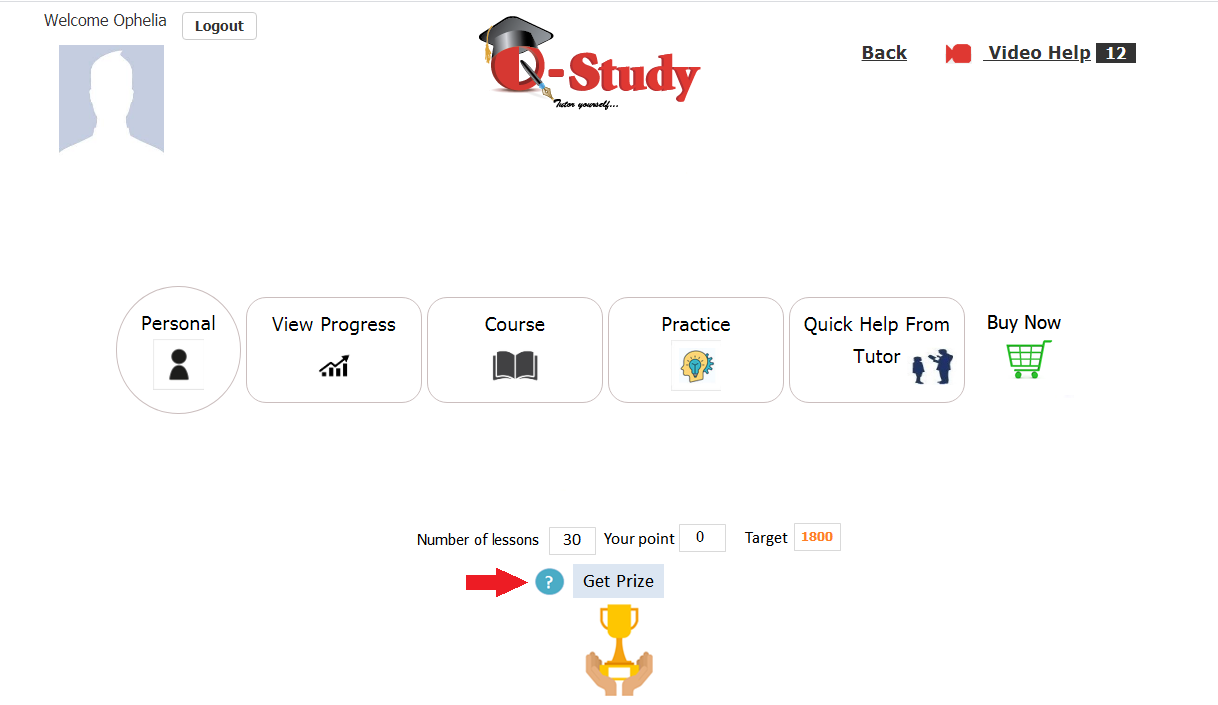 Welcome Ophelia
Logout
Q-Study
Tutor yourself...
Back
Video Help 12
Personal
View Progress
Course
Practice
Quick Help From
Tutor
Buy Now
Number of lessons 30 Your point 0 Target 1800
? Get Prize